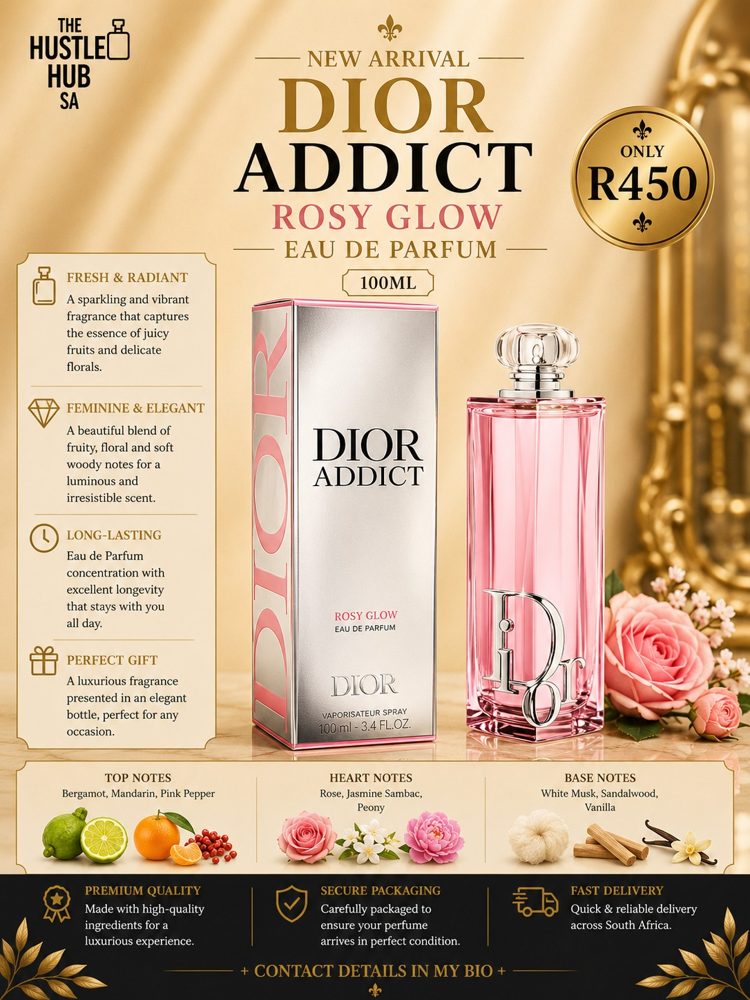 THE
HUSTLE
HUB
SA
NEW ARRIVAL
DIOR
ADDICT
ROSY GLOW
EAU DE PARFUM
100ML
ONLY
R450
FRESH & RADIANT
A sparkling and vibrant
fragrance that captures
the essence of juicy
fruits and delicate
florals.
FEMININE & ELEGANT
A beautiful blend of
fruity, floral and soft
woody notes for a
luminous and
irresistible scent.
LONG-LASTING
Eau de Parfum
concentration with
excellent longevity
that stays with you
all day.
PERFECT GIFT
A luxurious fragrance
presented in an elegant
bottle, perfect for any
occasion.
DIOR
DIOR
ADDICT
ROSY GLOW
EAU DE PARFUM
DIOR
VAPORISATEUR SPRAY
100 ml - 3.4 FL.OZ.
Dior
TOP NOTES
Bergamot, Mandarin, Pink Pepper
HEART NOTES
Rose, Jasmine Sambac,
Peony
BASE NOTES
White Musk, Sandalwood,
Vanilla
PREMIUM QUALITY
Made with high-quality
ingredients for a
luxurious experience.
SECURE PACKAGING
Carefully packaged to
ensure your perfume
arrives in perfect condition.
FAST DELIVERY
Quick & reliable delivery
across South Africa.
+ CONTACT DETAILS IN MY BIO +